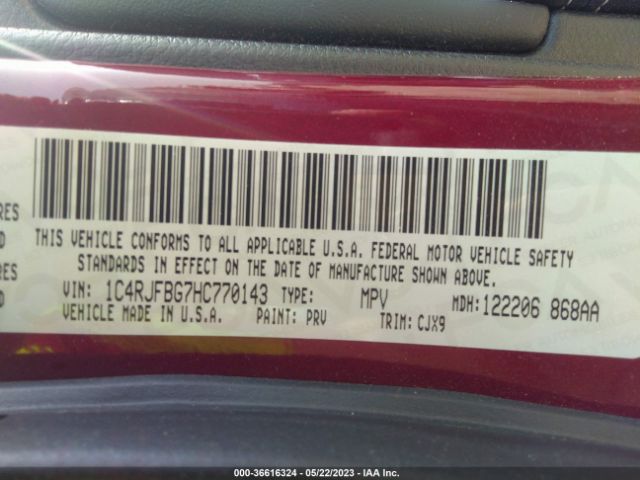 RES
THIS VEHICLE CONFORMS TO ALL APPLICABLE U.S.A. FEDERAL MOTOR VEHICLE SAFETY
STANDARDS IN EFFECT ON THE DATE OF MANUFACTURE SHOWN ABOVE.
VIN: 1C4RJFBG7HC770143 TYPE: MPV MDH:122206 868AA
VEHICLE MADE IN U.S.A. PAINT: PRV TRIM: CJX9
000-36616324 | 05/22/2023 | IAA Inc.